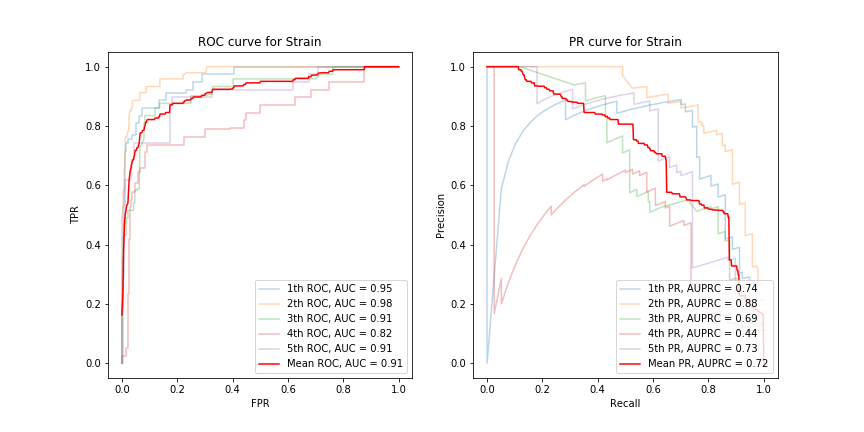 ROC curve for Strain
1.0
0.8
0.6
0.4
0.2
0.0
TPR
0.0 0.2 0.4 0.6 0.8 1.0
FPR
1th ROC, AUC = 0.95
2th ROC, AUC = 0.98
3th ROC, AUC = 0.91
4th ROC, AUC = 0.82
5th ROC, AUC = 0.91
Mean ROC, AUC = 0.91
PR curve for Strain
1.0
0.8
0.6
0.4
0.2
0.0
Precision
0.0 0.2 0.4 0.6 0.8 1.0
Recall
1th PR, AUPRC = 0.74
2th PR, AUPRC = 0.88
3th PR, AUPRC = 0.69
4th PR, AUPRC = 0.44
5th PR, AUPRC = 0.73
Mean PR, AUPRC = 0.72